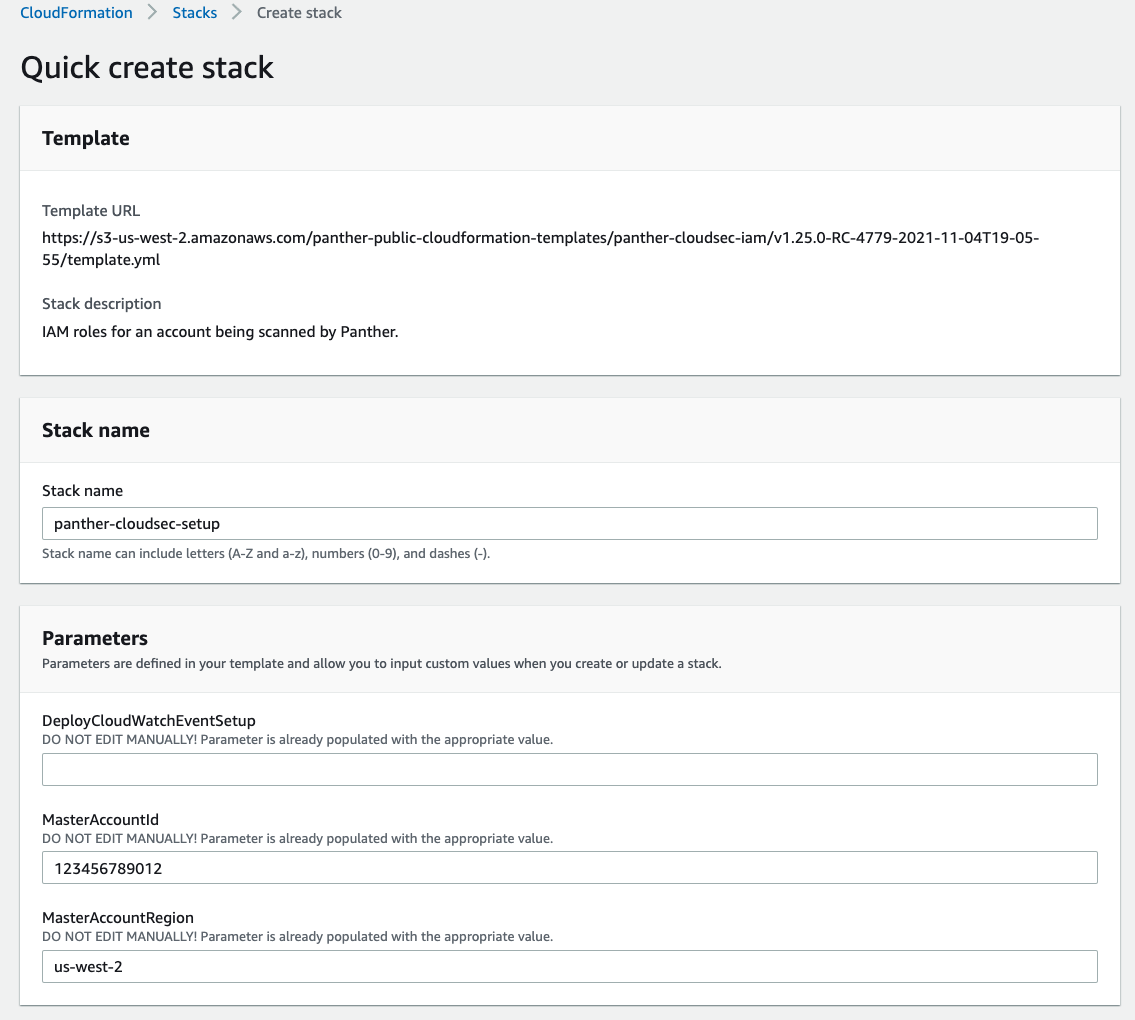 CloudFormation > Stacks > Create stack
Quick create stack
Template
Template URL
https://s3-us-west-2.amazonaws.com/panther-public-cloudformation-templates/panther-cloudsec-iam/v1.25.0-RC-4779-2021-11-04T19-05-
55/template.yml
Stack description
IAM roles for an account being scanned by Panther.
Stack name
Stack name
panther-cloudsec-setup
Stack name can include letters (A-Z and a-z), numbers (0-9), and dashes (-).
Parameters
Parameters are defined in your template and allow you to input custom values when you create or update a stack.
DeployCloudWatchEventSetup
DO NOT EDIT MANUALLY! Parameter is already populated with the appropriate value.
MasterAccountId
DO NOT EDIT MANUALLY! Parameter is already populated with the appropriate value.
123456789012
MasterAccountRegion
DO NOT EDIT MANUALLY! Parameter is already populated with the appropriate value.
us-west-2